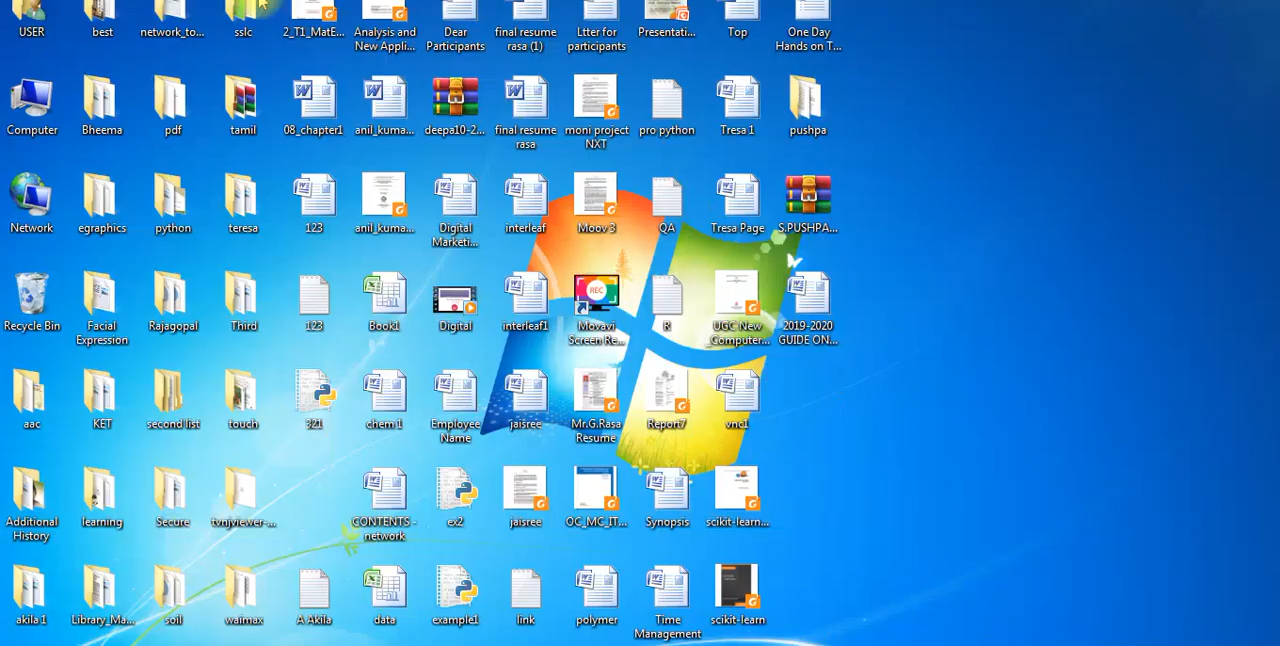 USER
best
network_to...
sslc
2_T1_MatE...
Analysis and
New Appli...
Dear
Participants
final resume
rasa (1)
Ltter for
participants
Presentati...
Top
One Day
Hands on T...
Computer
Bheema
pdf
tamil
08_chapter1
anil_kuma...
deepa10-2...
final resume
rasa
moni project
NXT
pro python
Tresa 1
pushpa
Network
egraphics
python
teresa
123
anil_kuma...
Digital
Marketi...
interleaf
Moov 3
QA
Tresa Page
S.PUSHPA...
Recycle Bin
Facial
Expression
Rajagopal
Third
123
Book1
Digital
interleaf1
REC
Movavi
Screen Re...
R
UGC New
_Computer...
2019-2020
GUIDE ON...
aac
KET
second list
touch
321
chem 1
Employee
Name
jaisree
Mr.G.Rasa
Resume
Report7
vnc1
Additional
History
learning
Secure
tvnjviewer-...
CONTENTS -
network
ex2
jaisree
OC_MC_IT...
Synopsis
scikit-learn...
akila 1
Library_Ma...
soil
waimax
A Akila
data
example1
link
polymer
Time
Management
scikit-learn